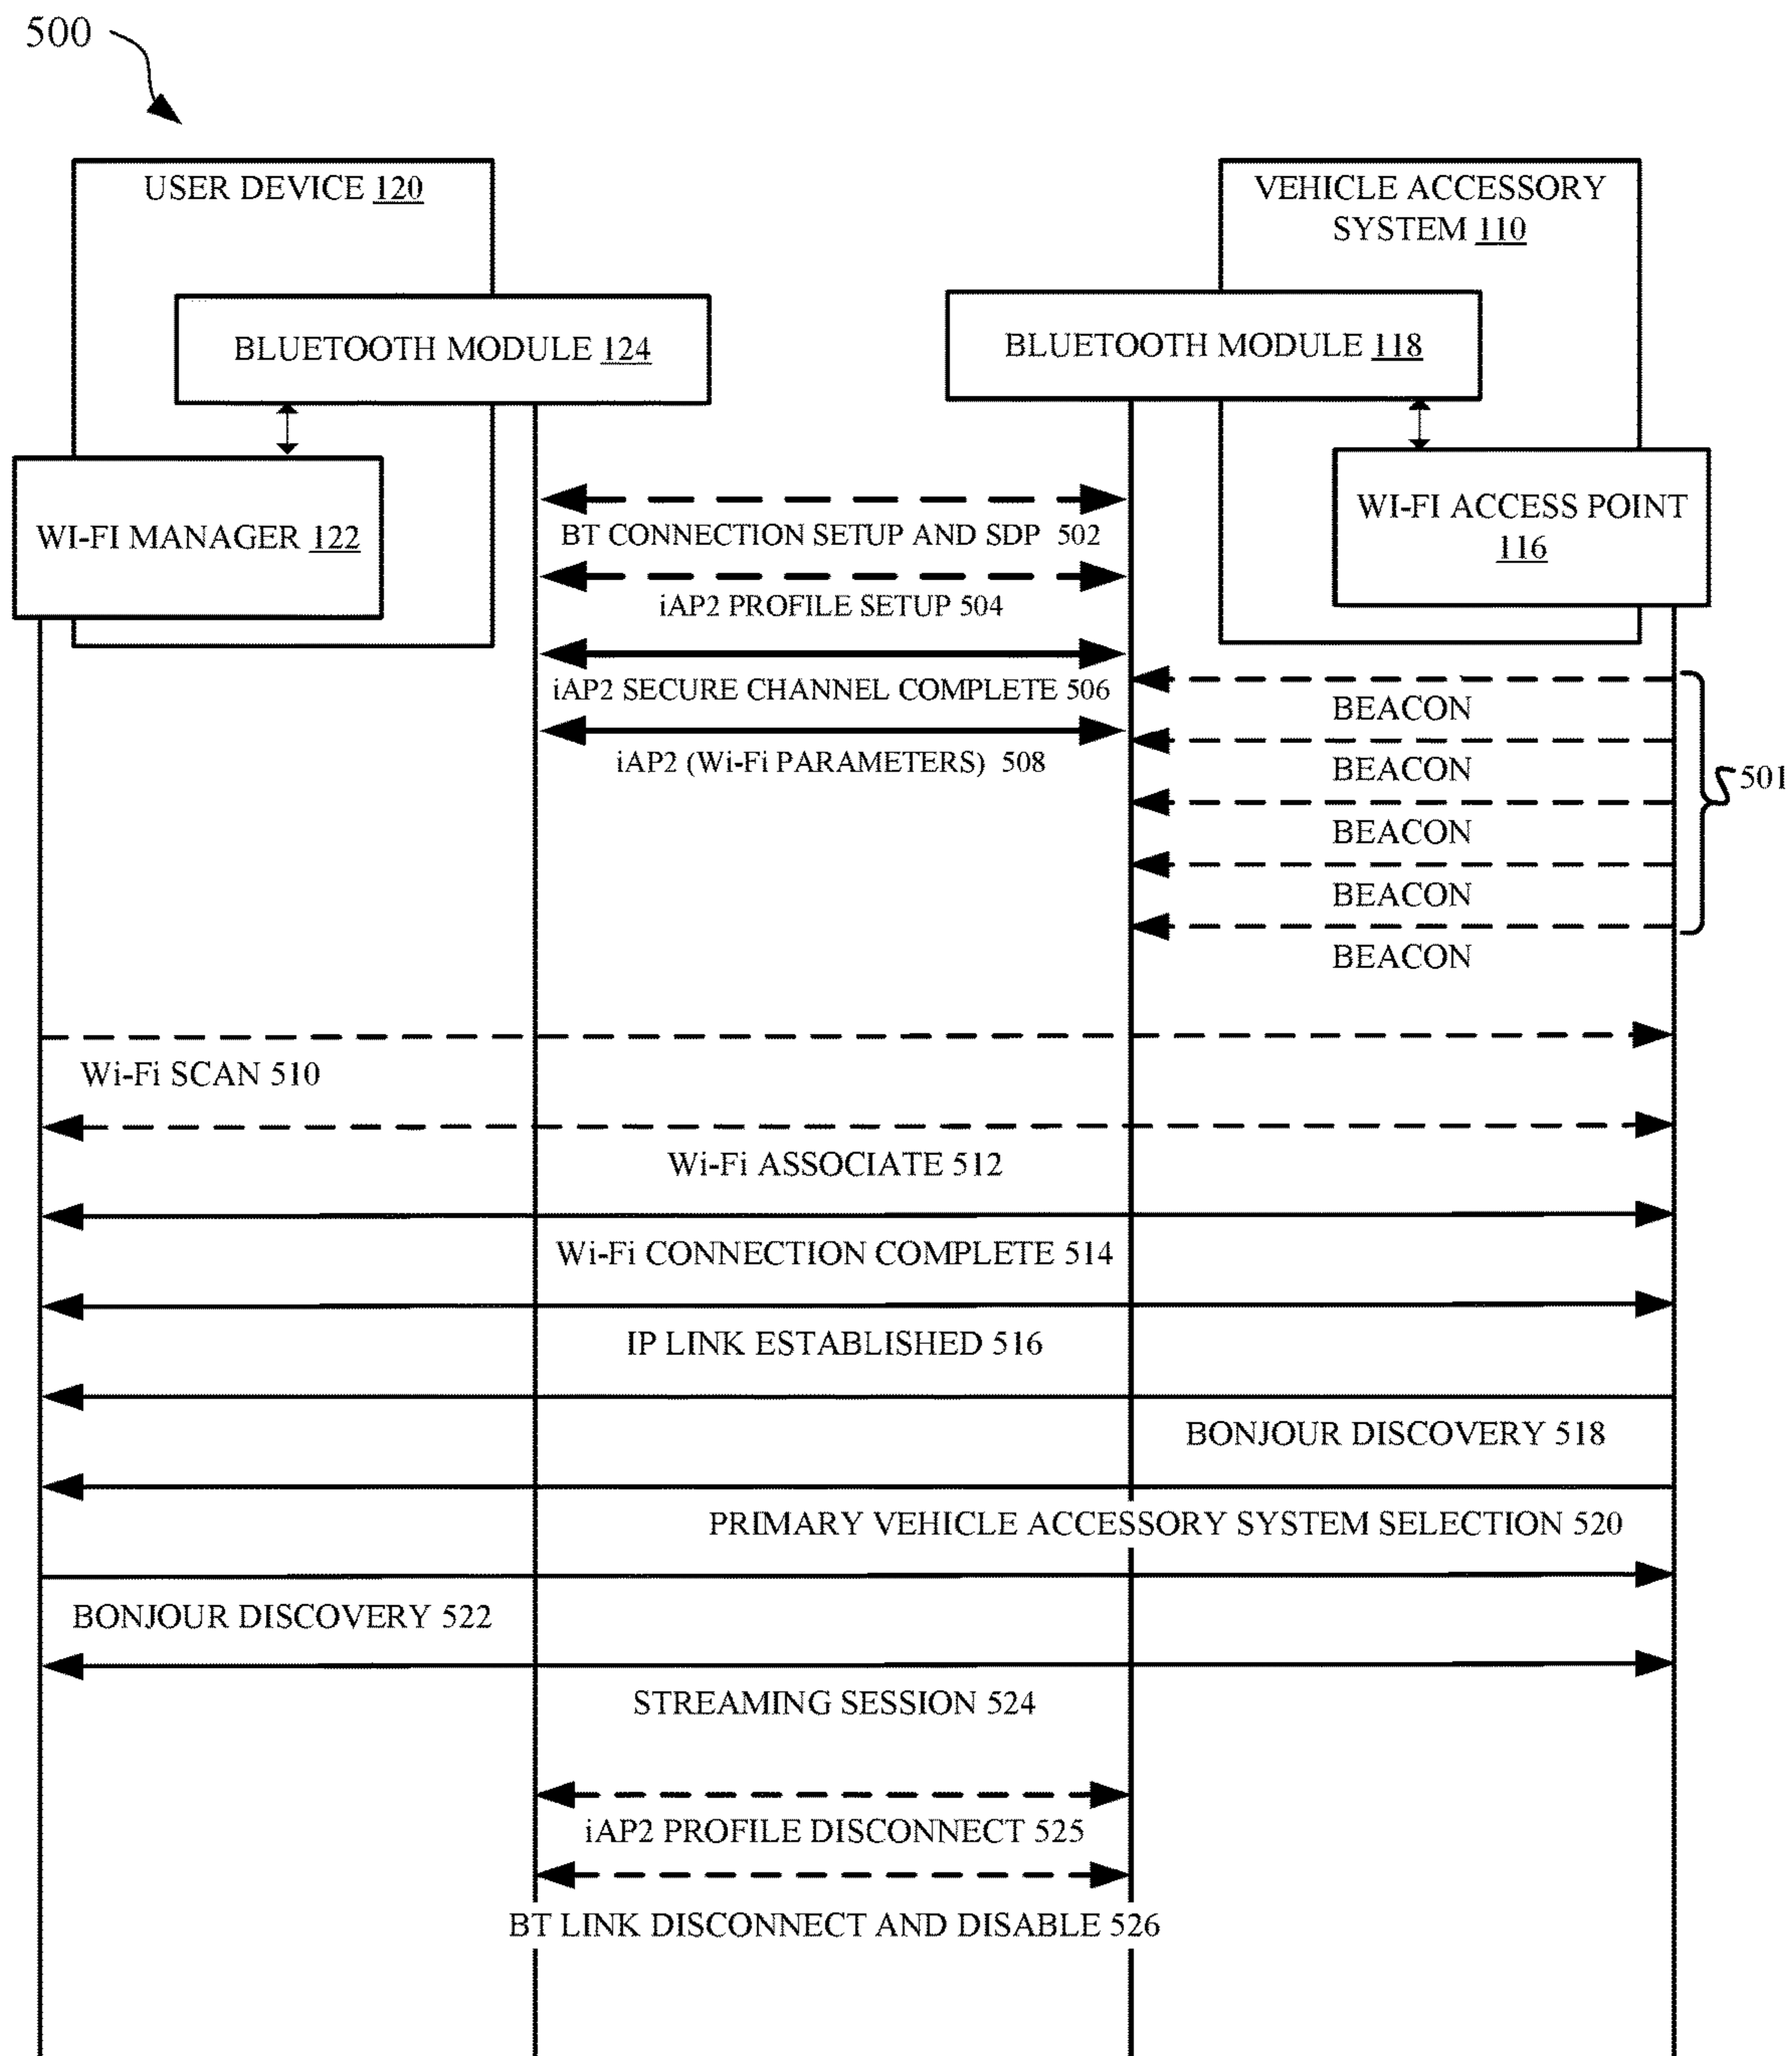 500
USER DEVICE 120
VEHICLE ACCESSORY
SYSTEM 110
BLUETOOTH MODULE 124
BLUETOOTH MODULE 118
WI-FI MANAGER 122
WI-FI ACCESS POINT
116
BT CONNECTION SETUP AND SDP 502
iAP2 PROFILE SETUP 504
iAP2 SECURE CHANNEL COMPLETE 506
iAP2 (Wi-Fi PARAMETERS) 508
BEACON
BEACON
BEACON
BEACON
BEACON
501
Wi-Fi SCAN 510
Wi-Fi ASSOCIATE 512
Wi-Fi CONNECTION COMPLETE 514
IP LINK ESTABLISHED 516
BONJOUR DISCOVERY 518
PRIMARY VEHICLE ACCESSORY SYSTEM SELECTION 520
BONJOUR DISCOVERY 522
STREAMING SESSION 524
iAP2 PROFILE DISCONNECT 525
BT LINK DISCONNECT AND DISABLE 526